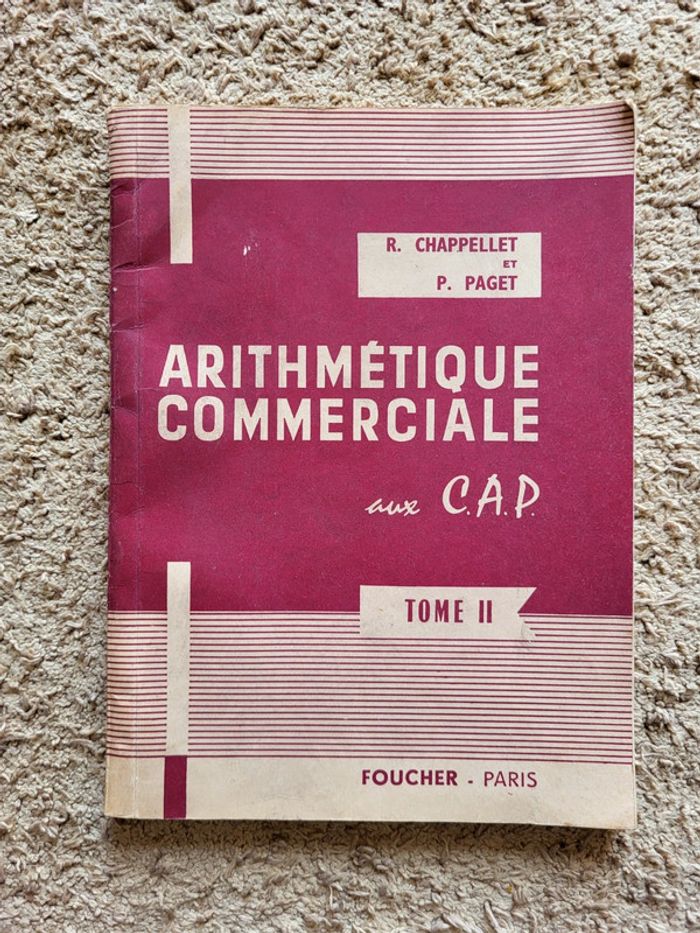 R. CHAPPELLET
ET
P. PAGET
ARITHMÉTIQUE
COMMERCIALE
aux C.A.P.
TOME II
FOUCHER - PARIS